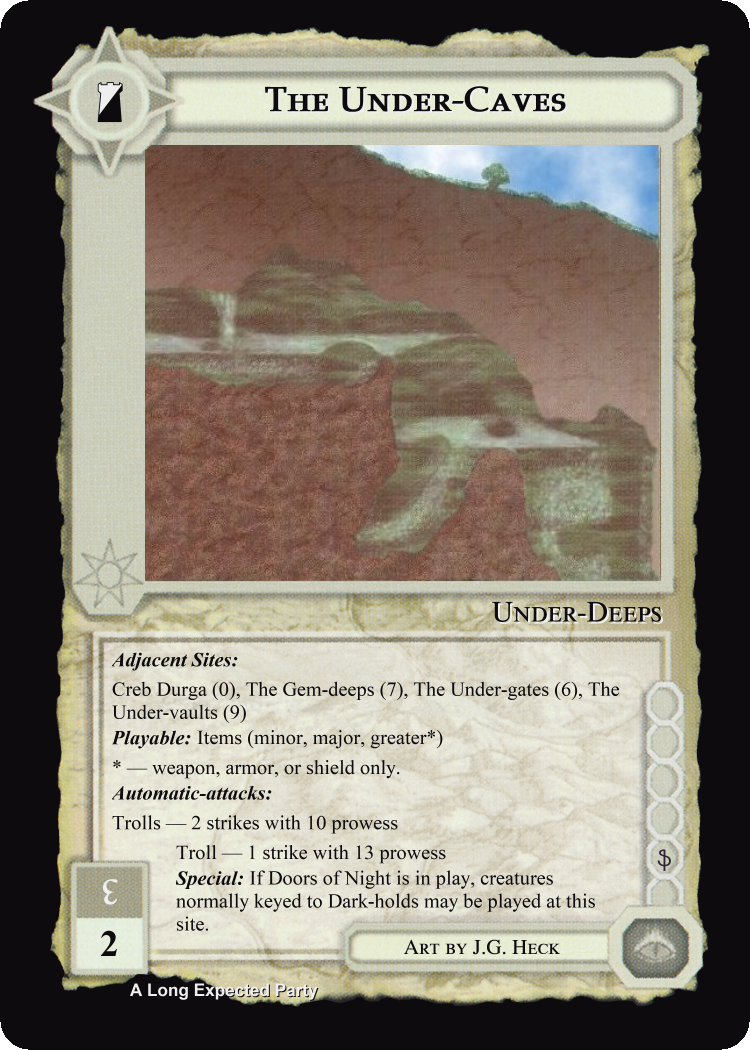 The Under-Caves
Under-Deeps
Adjacent Sites:
Creb Durga (0), The Gem-deeps (7), The Under-gates (6), The
Under-vaults (9)
Playable: Items (minor, major, greater*)
* — weapon, armor, or shield only.
Automatic-attacks:
Trolls — 2 strikes with 10 prowess
Troll — 1 strike with 13 prowess
Special: If Doors of Night is in play, creatures
normally keyed to Dark-holds may be played at this
site.
2
Art by J.G. Heck
A Long Expected Party